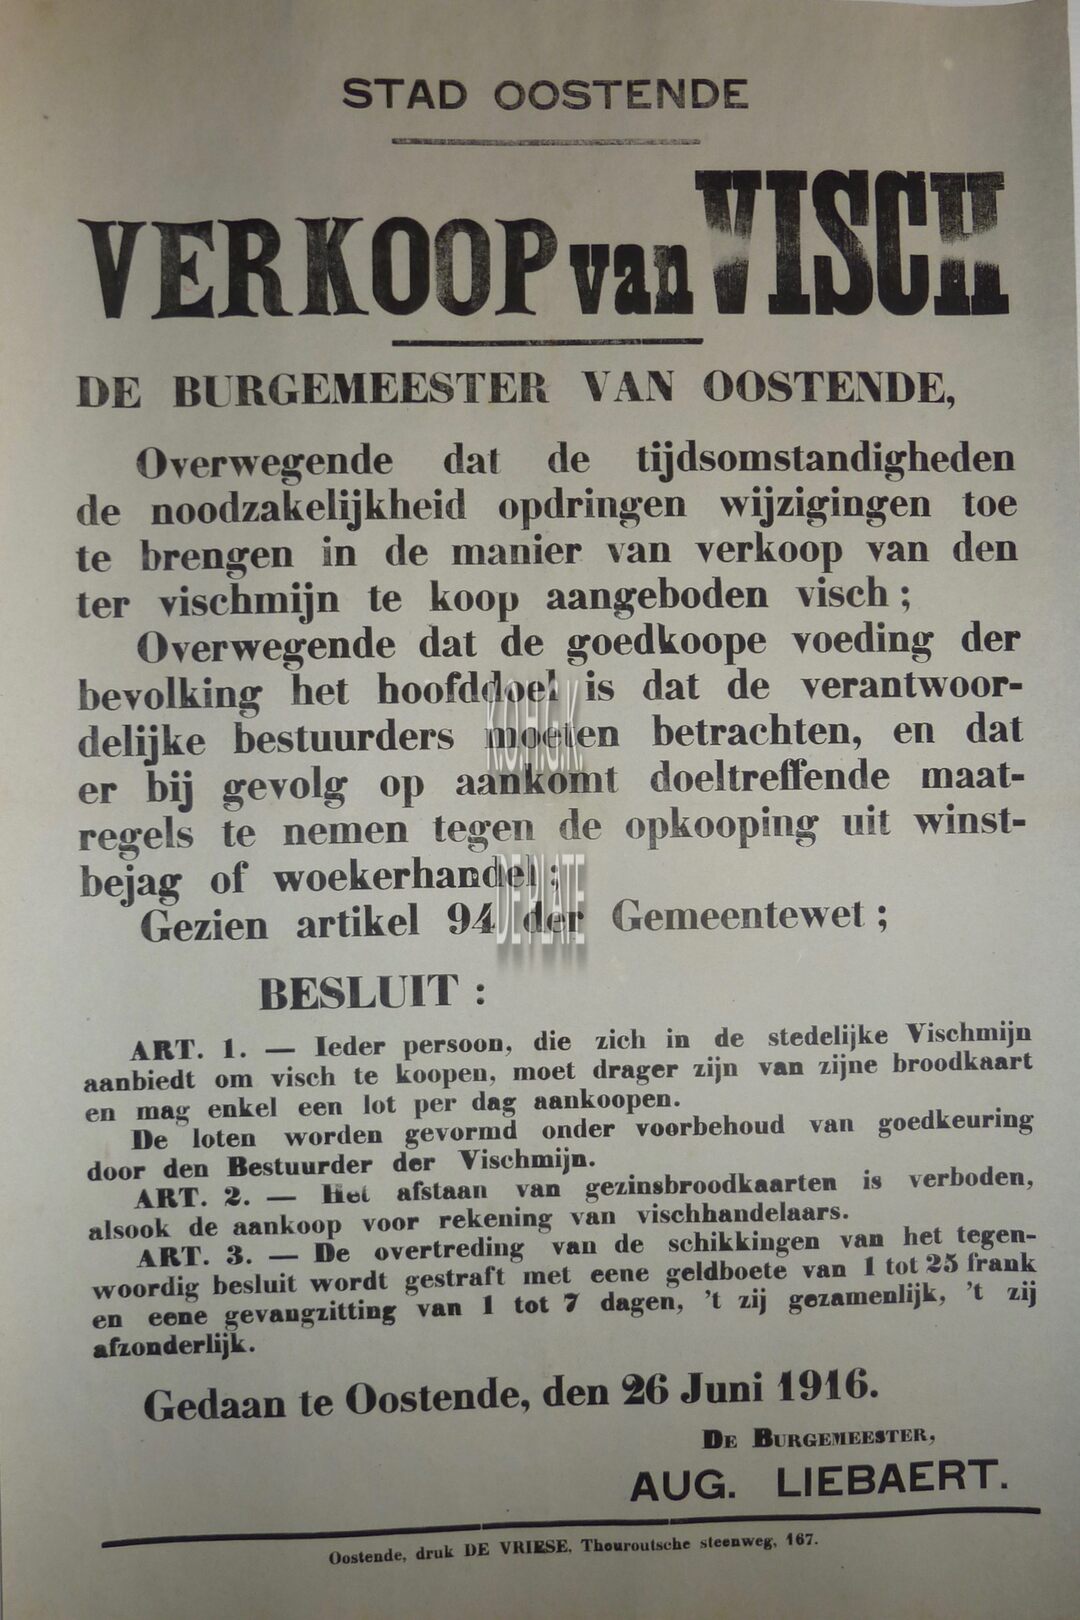 STAD OOSTENDE
VERKOOP van VISCH
DE BURGEMEESTER VAN OOSTENDE,
Overwegende dat de tijdsomstandigheden
de noodzakelijkheid opdringen wijzigingen toe
te brengen in de manier van verkoop van den
ter vischmijn te koop aangeboden visch ;
Overwegende dat de goedkoope voeding der
bevolking het hoofddoel is dat de verantwoor-
delijke bestuurders moeten betrachten, en dat
er bij gevolg op aankomt doeltreffende maat-
regels te nemen tegen de opkooping uit winst-
bejag of woekerhandel ;
Gezien artikel 94 der Gemeentewet ;
K.O.H.G.K.
DE PLATE
BESLUIT :
ART. 1. — Ieder persoon, die zich in de stedelijke Vischmijn
aanbiedt om visch te koopen, moet drager zijn van zijne broodkaart
en mag enkel een lot per dag aankoopen.
De loten worden gevormd onder voorbehoud van goedkeuring
door den Bestuurder der Vischmijn.
ART. 2. — Het afstaan van gezinsbroodkaarten is verboden,
alsook de aankoop voor rekening van vischhandelaars.
ART. 3. — De overtreding van de schikkingen van het tegen-
woordig besluit wordt gestraft met eene geldboete van 1 tot 25 frank
en eene gevangzitting van 1 tot 7 dagen, 't zij gezamenlijk, 't zij
afzonderlijk.
Gedaan te Oostende, den 26 Juni 1916.
DE BURGEMEESTER,
AUG. LIEBAERT.
Oostende, druk DE VRIESE, Thouroutsche steenweg, 167.